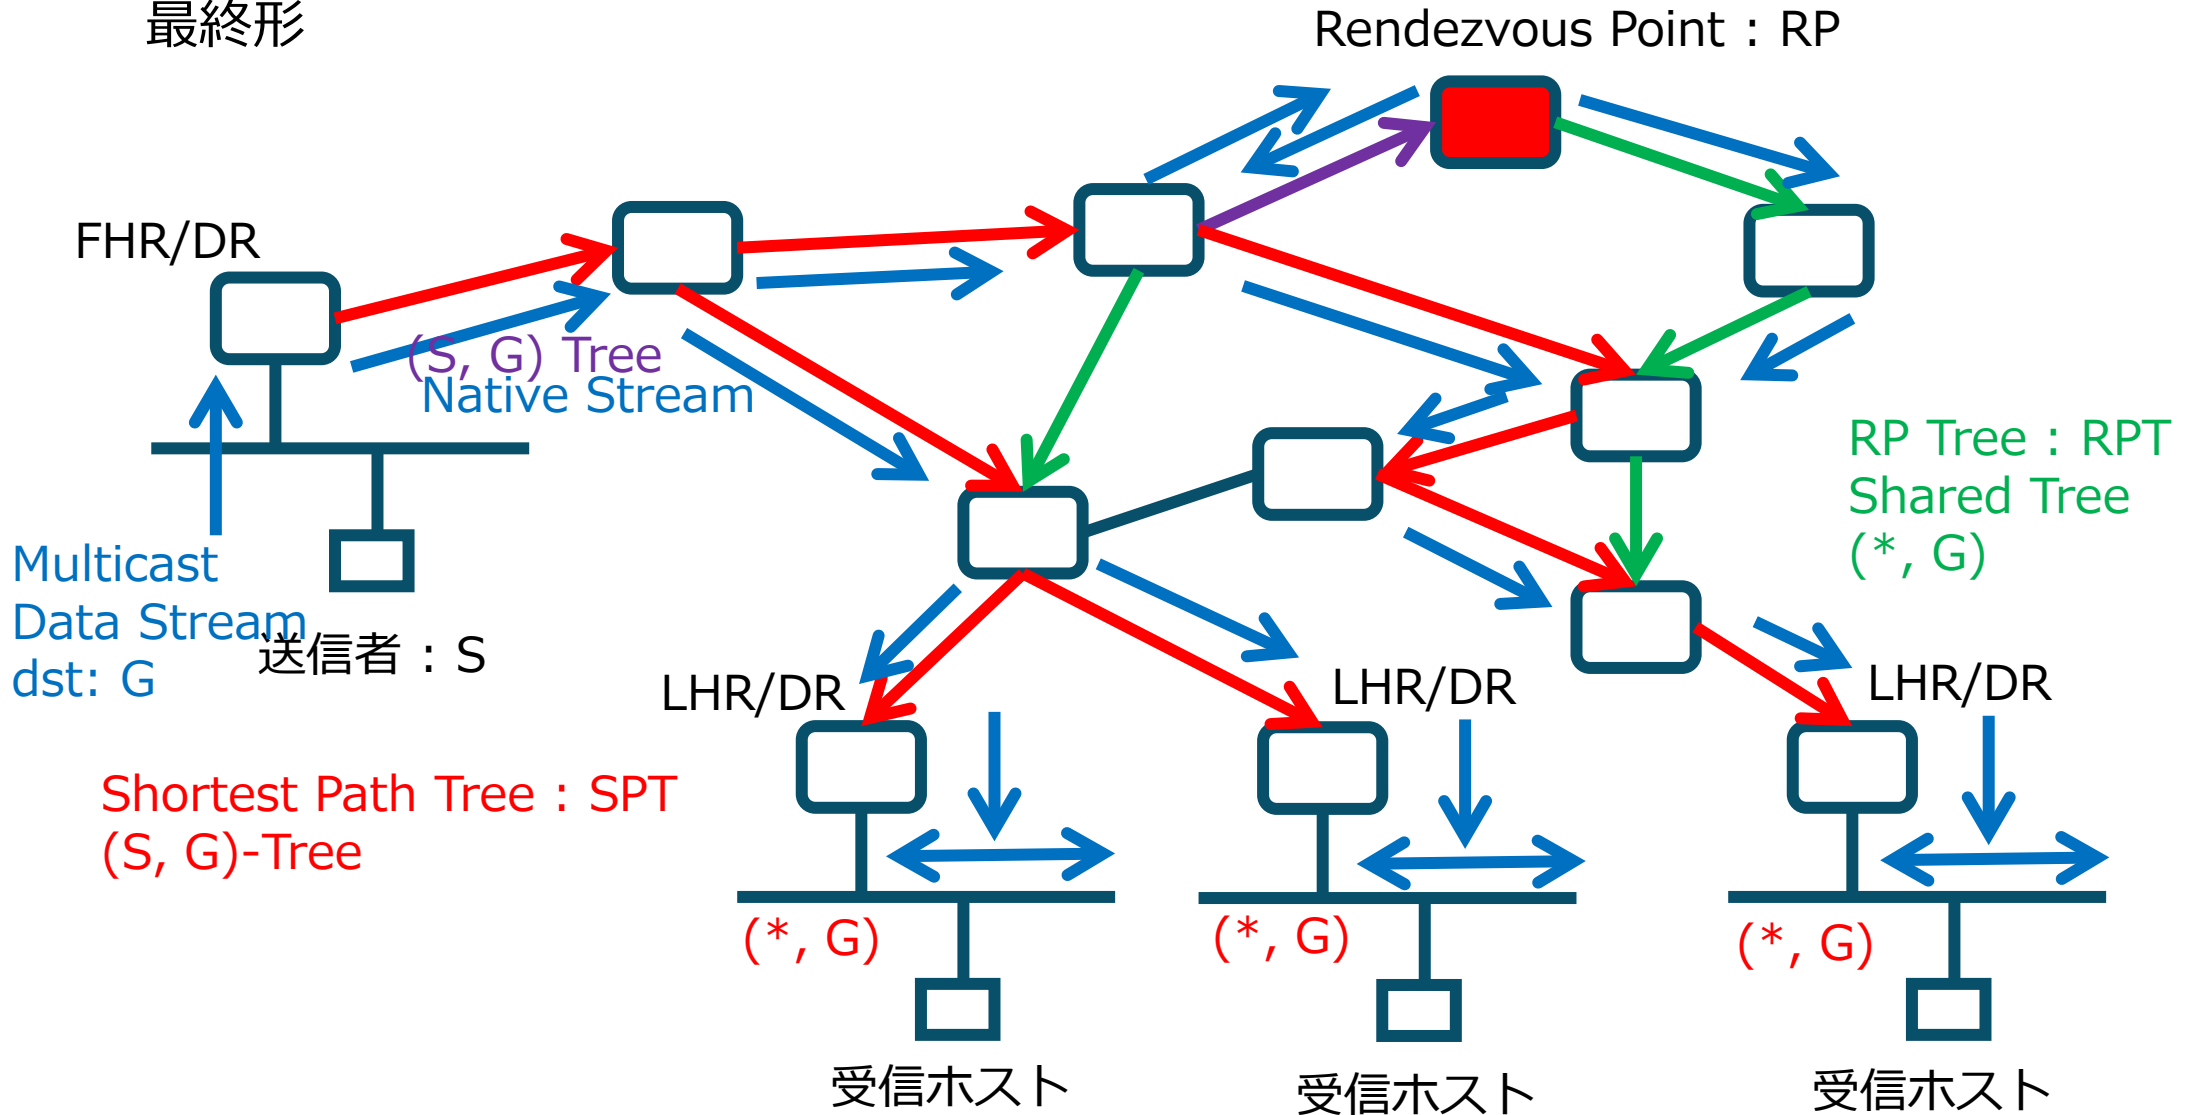 最終形
Rendezvous Point : RP
FHR/DR
(S, G) Tree
Native Stream
RP Tree : RPT
Shared Tree
(*, G)
Multicast
Data Stream
dst: G
送信者 : S
LHR/DR
LHR/DR
LHR/DR
Shortest Path Tree : SPT
(S, G)-Tree
(*, G)
(*, G)
(*, G)
受信ホスト
受信ホスト
受信ホスト